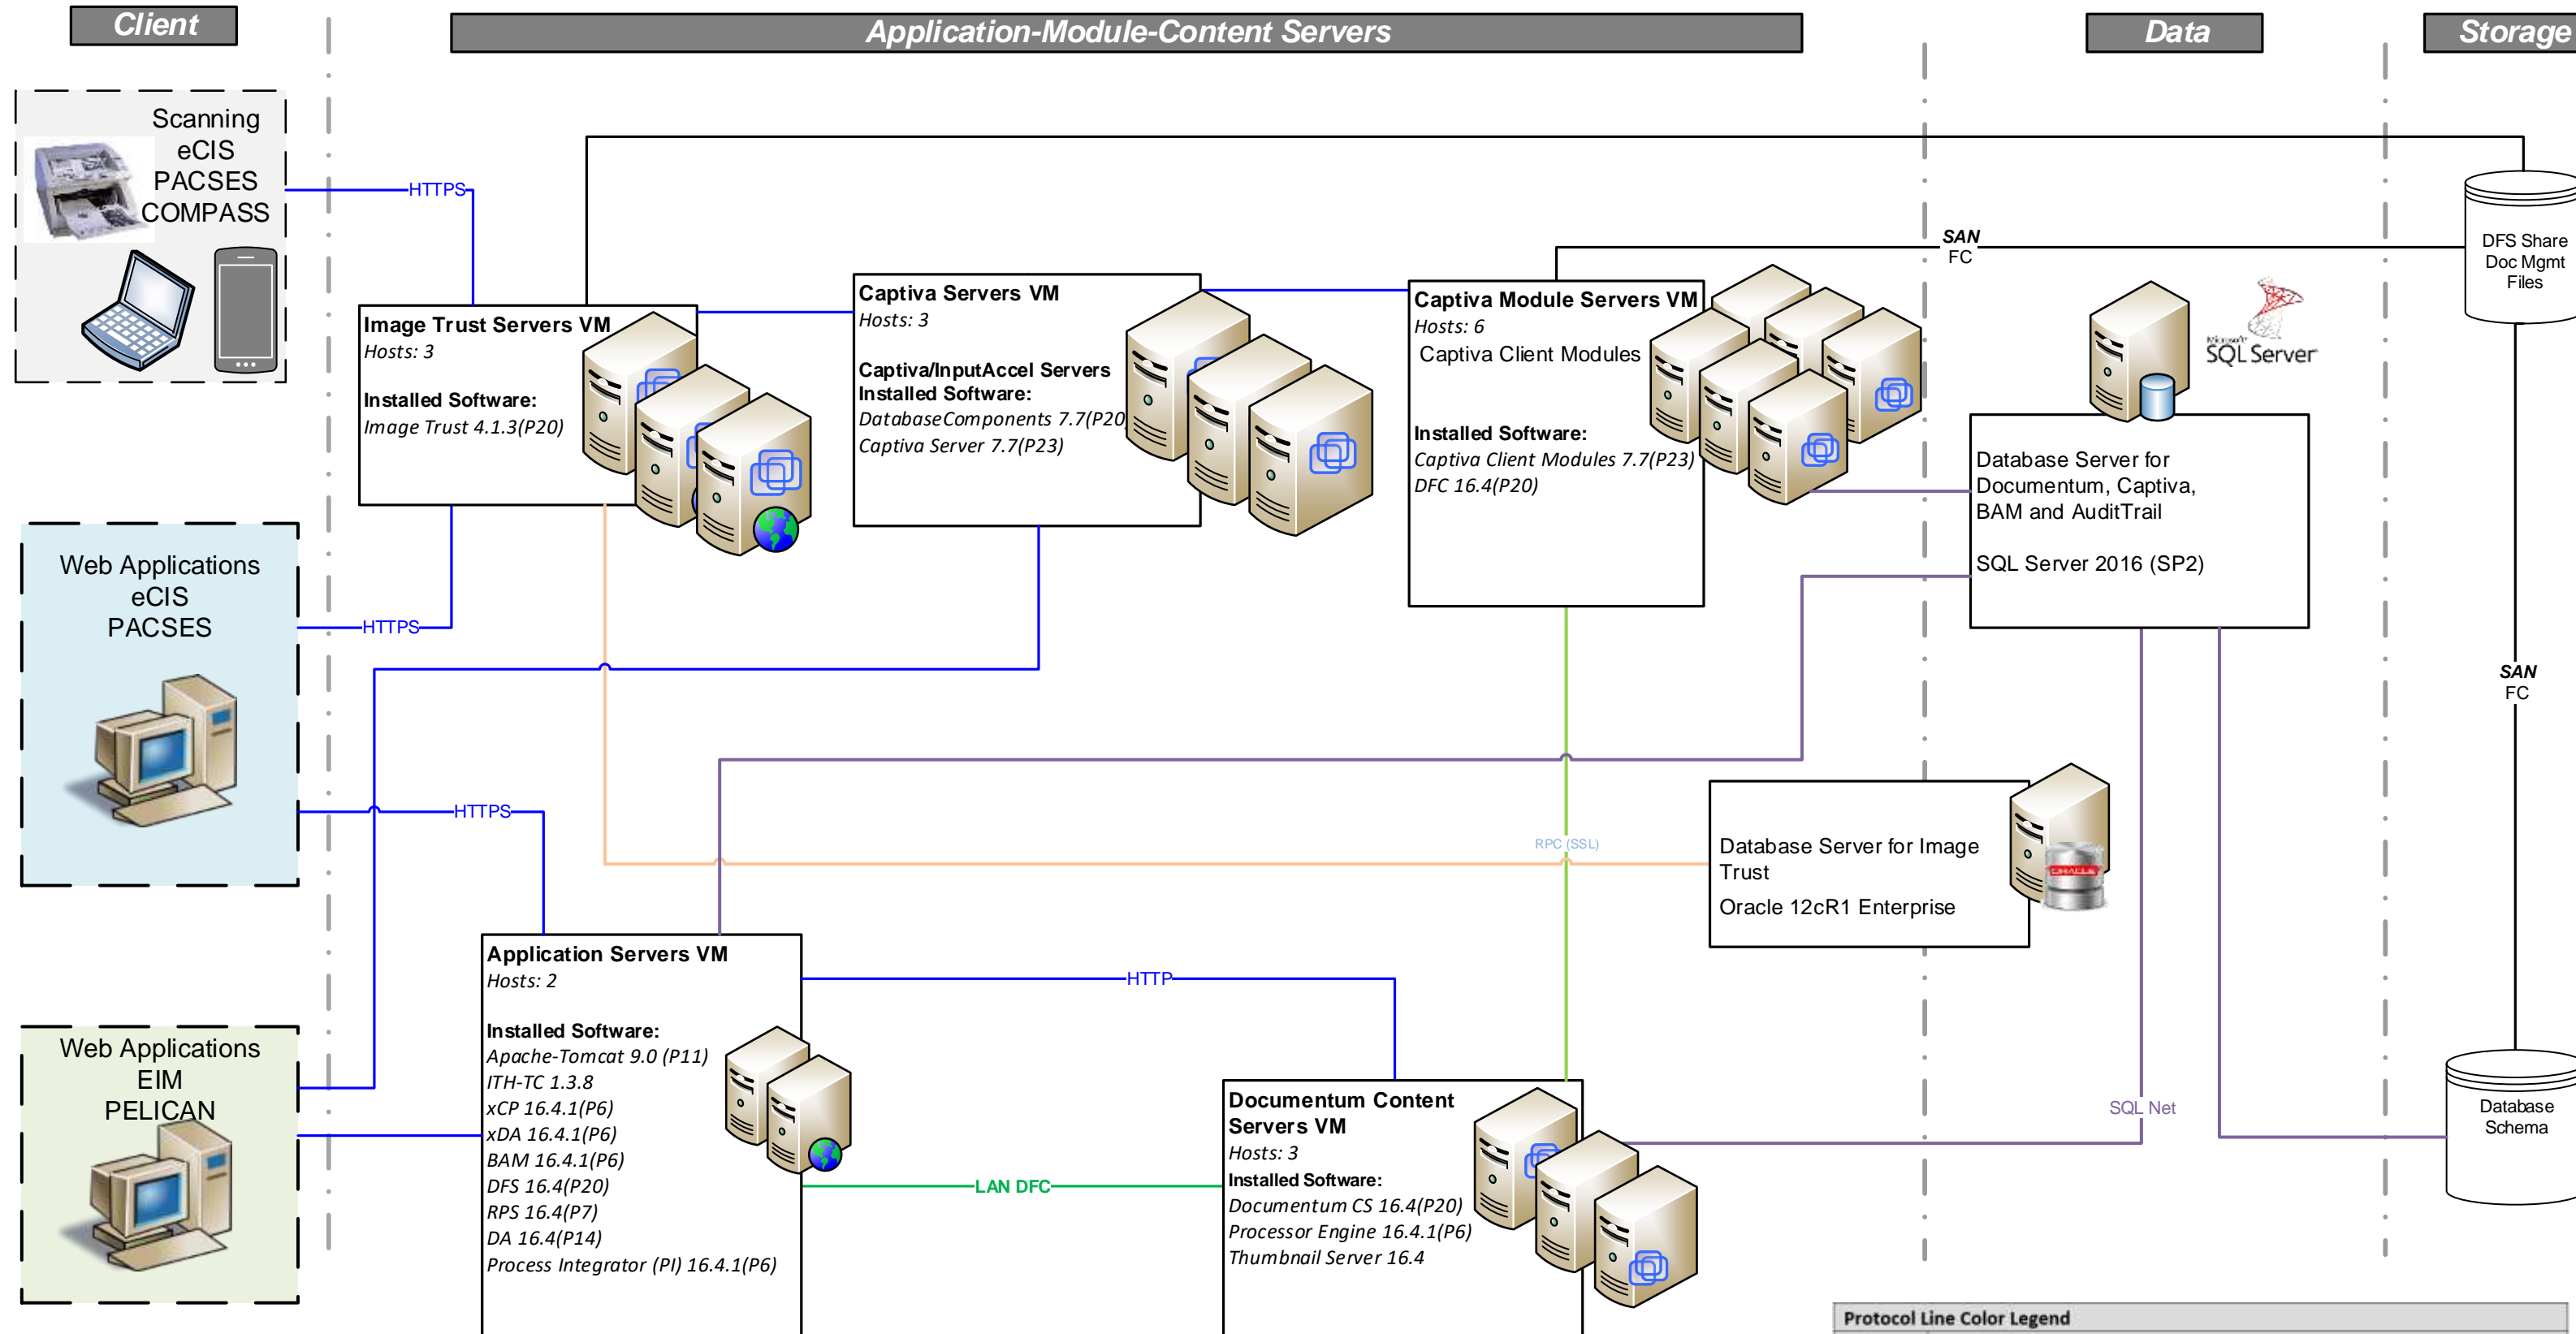 Client
Application-Module-Content Servers
Data
Storage
Scanning
eCIS
PACSES
COMPASS
HTTPS
SAN
FC
DFS Share
Doc Mgmt
Files
Image Trust Servers VM
Hosts: 3
Installed Software:
Image Trust 4.1.3(P20)
Captiva Servers VM
Hosts: 3
Captiva/InputAccel Servers
Installed Software:
DatabaseComponents 7.7(P20
Captiva Server 7.7(P23)
Captiva Module Servers VM
Hosts: 6
Captiva Client Modules
Installed Software:
Captiva Client Modules 7.7(P23)
DFC 16.4(P20)
Microsoft
SQL Server
Database Server for
Documentum, Captiva,
BAM and AuditTrail
SQL Server 2016 (SP2)
Web Applications
eCIS
PACSES
HTTPS
HTTPS
SAN
FC
RPC (SSL)
Database Server for Image
Trust
Oracle 12cR1 Enterprise
ORACLE
Application Servers VM
Hosts: 2
Installed Software:
Apache-Tomcat 9.0 (P11)
ITH-TC 1.3.8
xCP 16.4.1(P6)
xDA 16.4.1(P6)
BAM 16.4.1(P6)
DFS 16.4(P20)
RPS 16.4(P7)
DA 16.4(P14)
Process Integrator (PI) 16.4.1(P6)
HTTP
LAN DFC
Web Applications
EIM
PELICAN
Documentum Content
Servers VM
Hosts: 3
Installed Software:
Documentum CS 16.4(P20)
Processor Engine 16.4.1(P6)
Thumbnail Server 16.4
SQL Net
Database
Schema
Protocol Line Color Legend